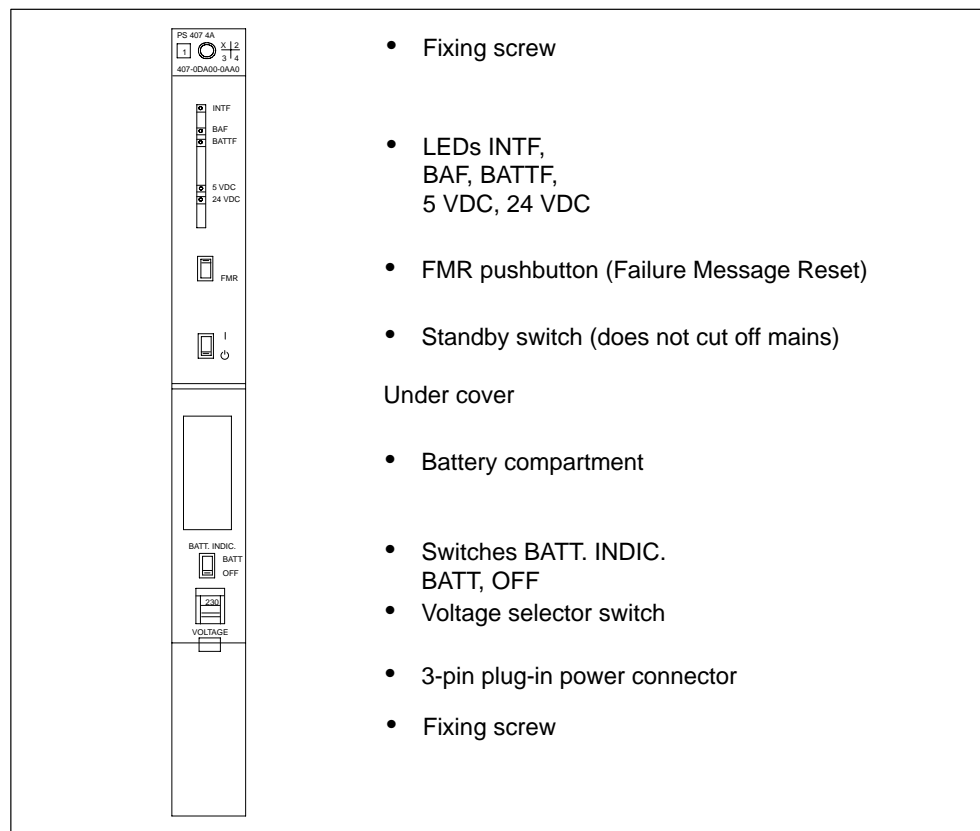 PS 407 4A
1
X 2
3 4
407-0DA00-0AA0
INTF
BAF
BATTF
5 VDC
24 VDC
FMR
I
BATT. INDIC.
BATT
OFF
230
VOLTAGE
• Fixing screw
• LEDs INTF,
BAF, BATTF,
5 VDC, 24 VDC
• FMR pushbutton (Failure Message Reset)
• Standby switch (does not cut off mains)
Under cover
• Battery compartment
• Switches BATT. INDIC.
BATT, OFF
• Voltage selector switch
• 3-pin plug-in power connector
• Fixing screw